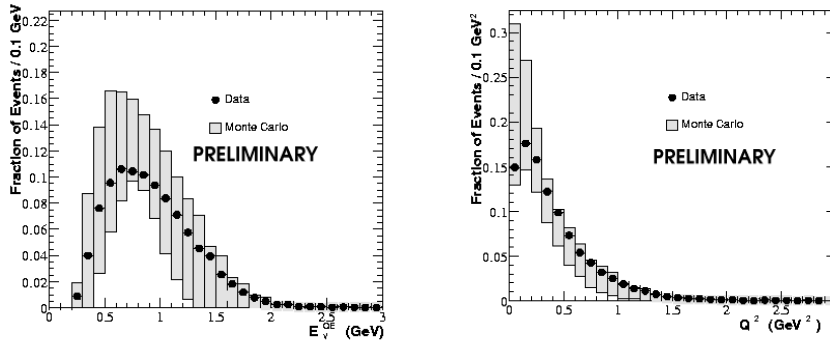 Fraction of Events / 0.1 GeV
0.22
0.2
0.18
0.16
0.14
0.12
0.1
0.08
0.06
0.04
0.02
0
0 0.5 1 1.5 2 2.5 3
E ν QE (GeV)
Data
Monte Carlo
PRELIMINARY
Fraction of Events / 0.1 GeV²
0.3
0.25
0.2
0.15
0.1
0.05
0
0 0.5 1 1.5 2 2.5
Q² (GeV²)
Data
Monte Carlo
PRELIMINARY